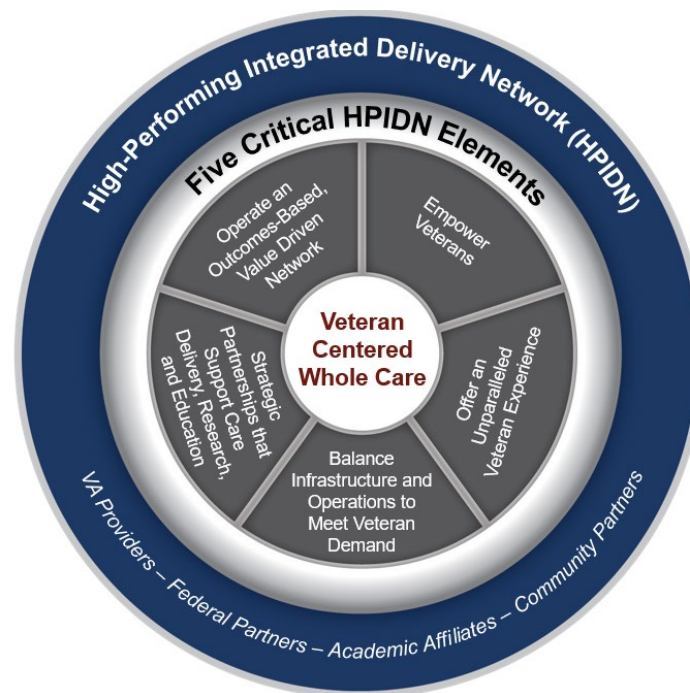 High-Performing Integrated Delivery Network (HPIDN)
Five Critical HPIDN Elements
Operate an
Outcomes-Based,
Value Driven
Network
Empower
Veterans
Strategic
Partnerships that
Support Care
Delivery, Research,
and Education
Veteran
Centered
Whole Care
Offer an
Unparalleled
Veteran Experience
Balance
Infrastructure and
Operations to
Meet Veteran
Demand
VA Providers – Federal Partners – Academic Affiliates – Community Partners